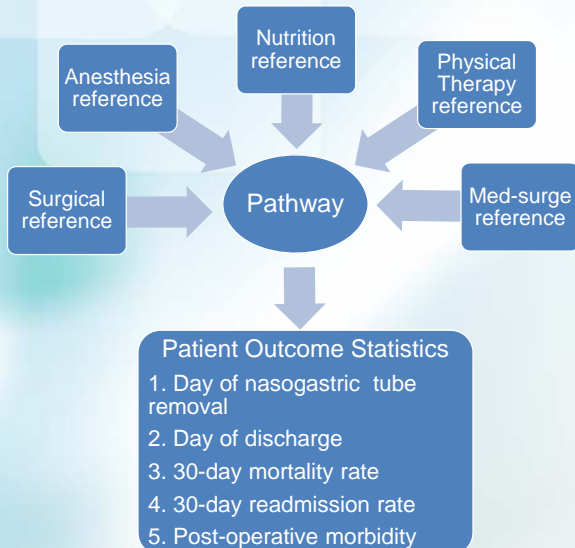 Nutrition
reference
Anesthesia
reference
Physical
Therapy
reference
Surgical
reference
Pathway
Med-surge
reference
Patient Outcome Statistics
1. Day of nasogastric tube
removal
2. Day of discharge
3. 30-day mortality rate
4. 30-day readmission rate
5. Post-operative morbidity